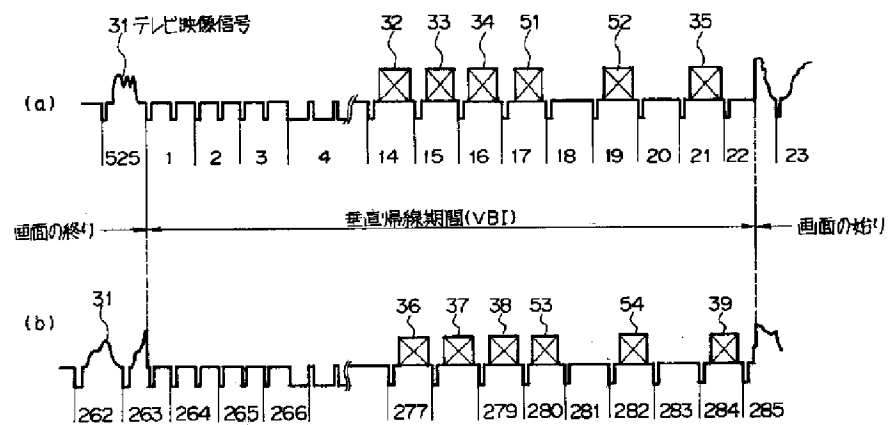 31 テレビ映像信号
32 33 34 51 52 35
(a)
525 1 2 3 4 14 15 16 17 18 19 20 21 22 23
画面の終り 垂直帰線期間(VBI) 画面の始り
31
36 37 38 53 54 39
(b)
262 263 264 265 266 277 279 280 281 282 283 284 285